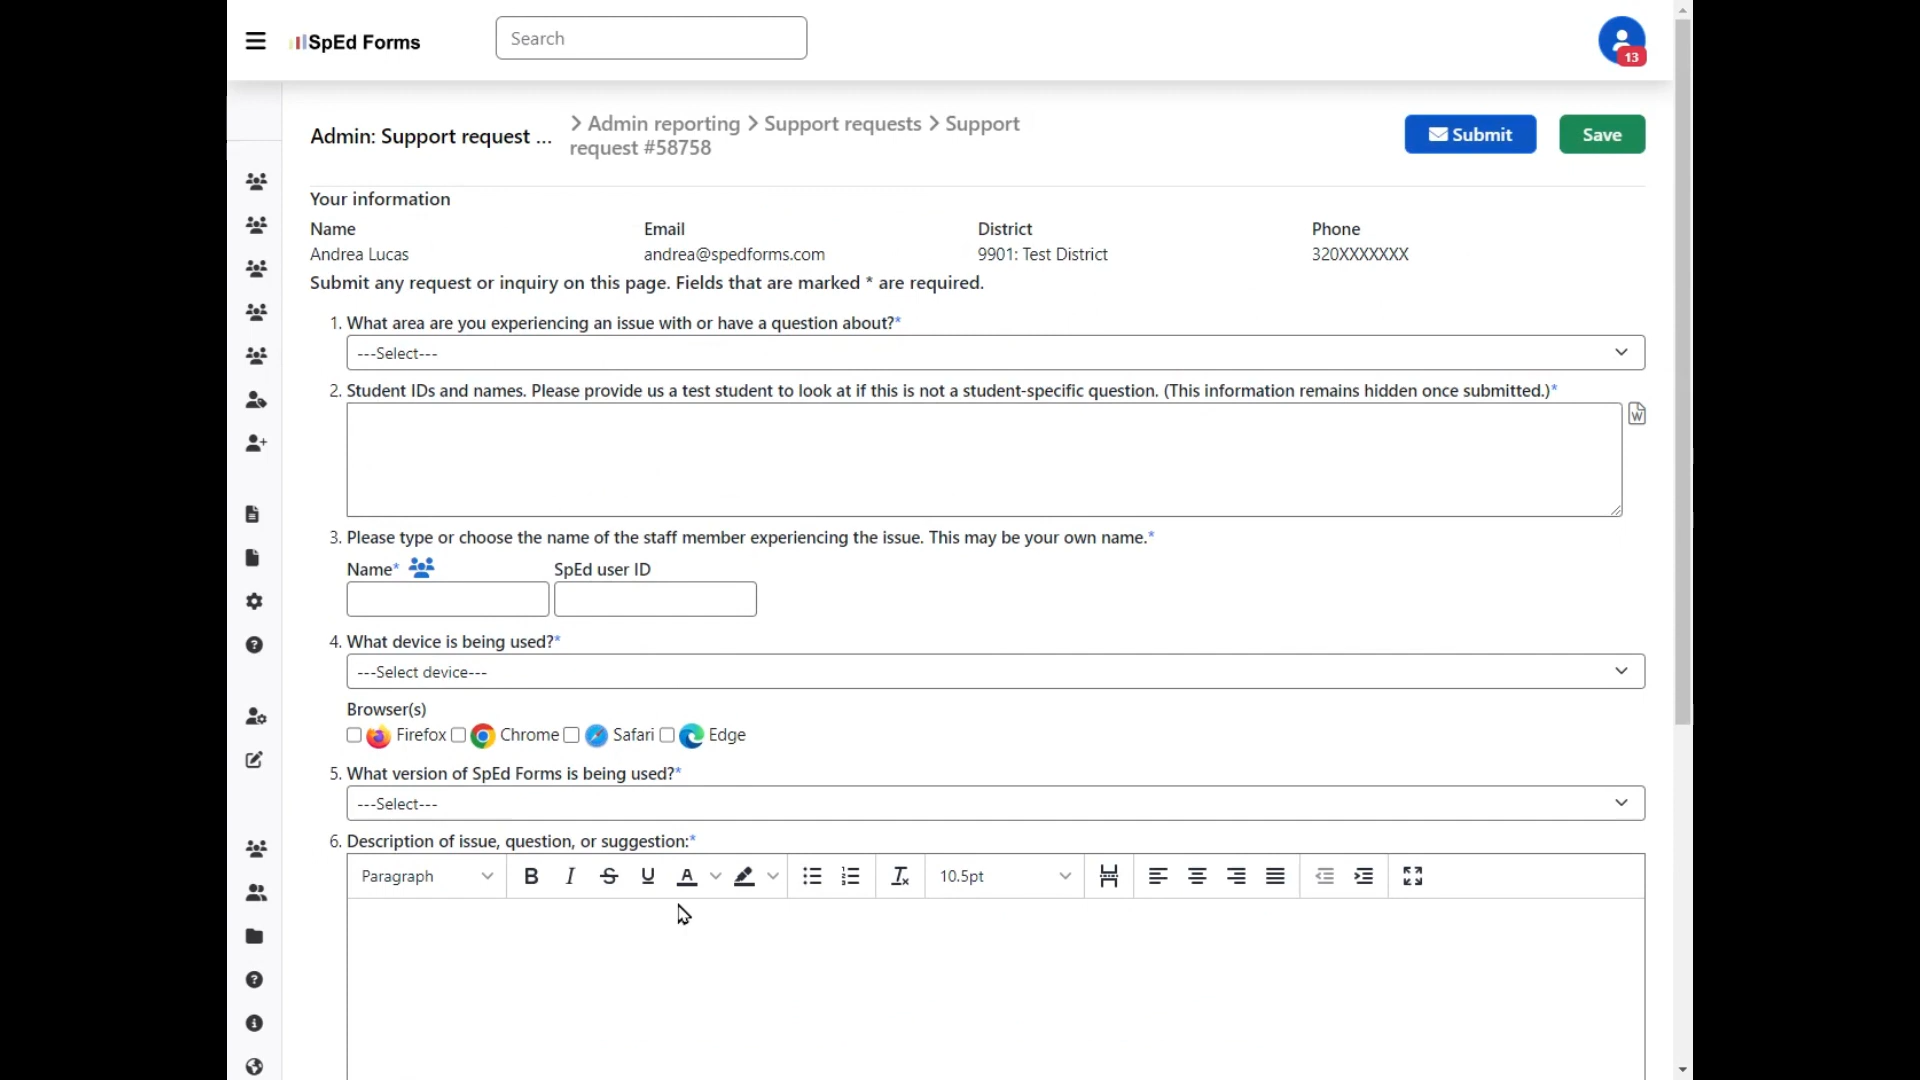 SpEd Forms
Search
13
Admin: Support request ...
> Admin reporting > Support requests > Support
request #58758
Submit
Save
Your information
Name
Email
District
Phone
Andrea Lucas
andrea@spedforms.com
9901: Test District
320XXXXXXX
Submit any request or inquiry on this page. Fields that are marked * are required.
1. What area are you experiencing an issue with or have a question about?*
---Select---
2. Student IDs and names. Please provide us a test student to look at if this is not a student-specific question. (This information remains hidden once submitted.)*
W
3. Please type or choose the name of the staff member experiencing the issue. This may be your own name.*
Name*
SpEd user ID
4. What device is being used?*
---Select device---
Browser(s)
Firefox
Chrome
Safari
Edge
5. What version of SpEd Forms is being used?*
---Select---
6. Description of issue, question, or suggestion:*
Paragraph
10.5pt